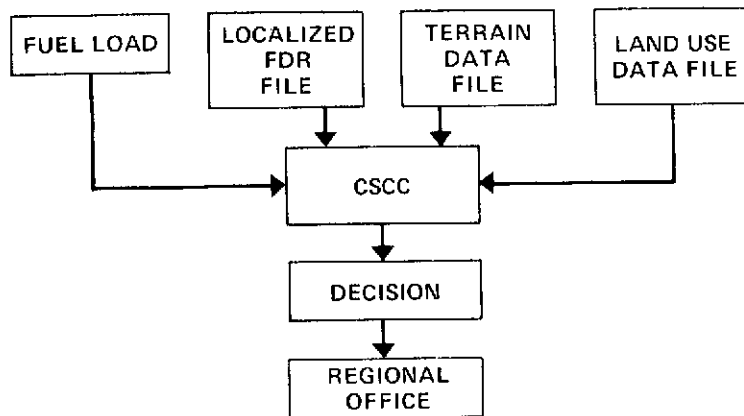 FUEL LOAD
LOCALIZED
FDR
FILE
TERRAIN
DATA
FILE
LAND USE
DATA FILE
CSCC
DECISION
REGIONAL
OFFICE